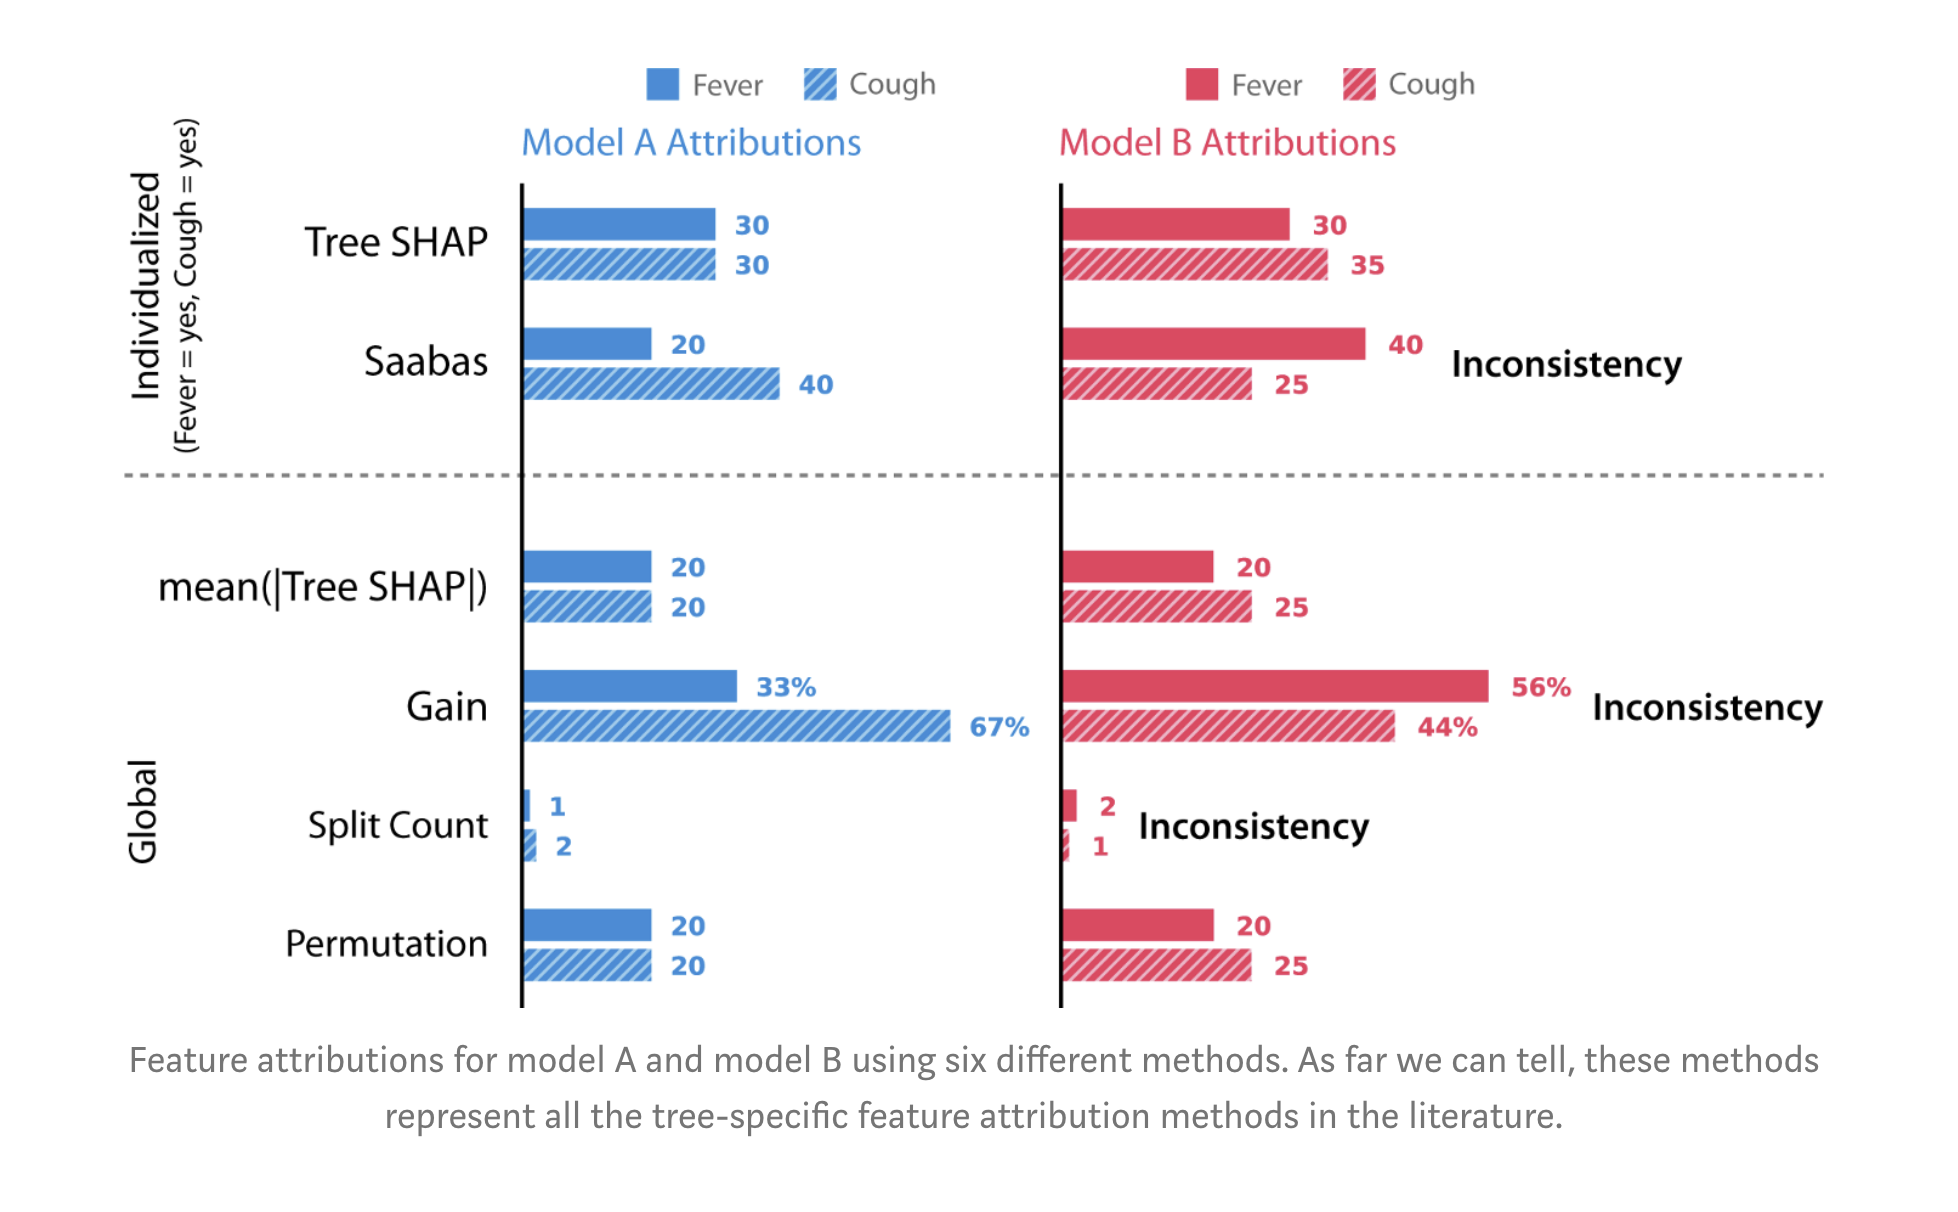 Fever Cough Fever Cough
Model A Attributions Model B Attributions
Individualized
(Fever = yes, Cough = yes)
Tree SHAP
30
30
30
35
Saabas
20
40
40
25
Inconsistency
Global
mean(|Tree SHAP|)
20
20
20
25
Gain
33%
67%
56%
44%
Inconsistency
Split Count
1
2
2
1
Inconsistency
Permutation
20
20
20
25
Feature attributions for model A and model B using six different methods. As far we can tell, these methods
represent all the tree-specific feature attribution methods in the literature.